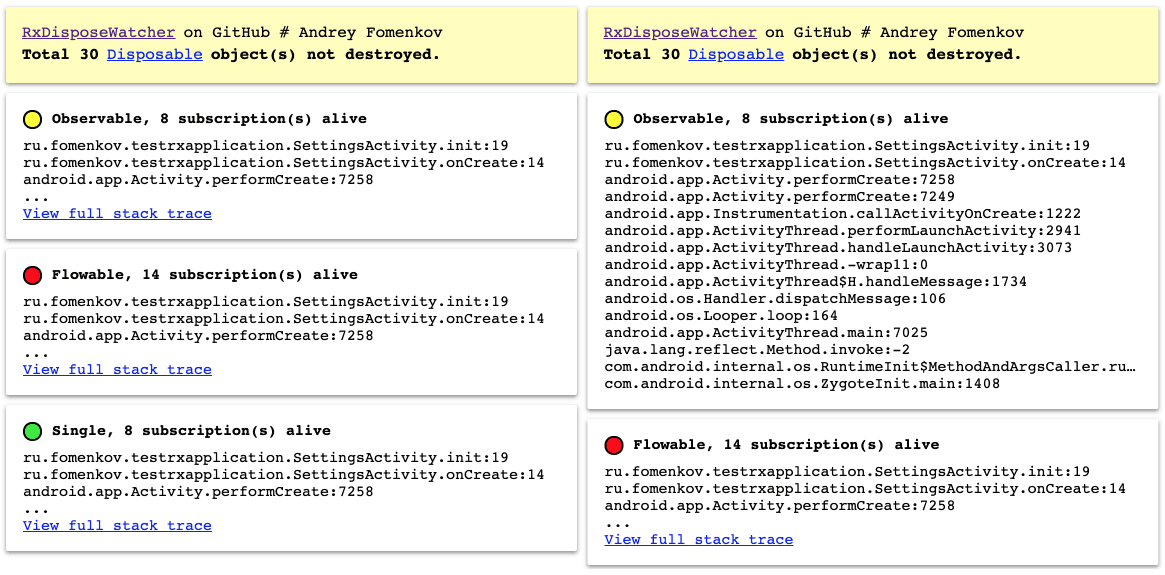 RxDisposeWatcher on GitHub # Andrey Fomenkov
Total 30 Disposable object(s) not destroyed.
Observable, 8 subscription(s) alive
ru.fomenkov.testrxapplication.SettingsActivity.init:19
ru.fomenkov.testrxapplication.SettingsActivity.onCreate:14
android.app.Activity.performCreate:7258
...
View full stack trace
Flowable, 14 subscription(s) alive
ru.fomenkov.testrxapplication.SettingsActivity.init:19
ru.fomenkov.testrxapplication.SettingsActivity.onCreate:14
android.app.Activity.performCreate:7258
...
View full stack trace
Single, 8 subscription(s) alive
ru.fomenkov.testrxapplication.SettingsActivity.init:19
ru.fomenkov.testrxapplication.SettingsActivity.onCreate:14
android.app.Activity.performCreate:7258
...
View full stack trace
RxDisposeWatcher on GitHub # Andrey Fomenkov
Total 30 Disposable object(s) not destroyed.
Observable, 8 subscription(s) alive
ru.fomenkov.testrxapplication.SettingsActivity.init:19
ru.fomenkov.testrxapplication.SettingsActivity.onCreate:14
android.app.Activity.performCreate:7258
android.app.Activity.performCreate:7249
android.app.Instrumentation.callActivityOnCreate:1222
android.app.ActivityThread.performLaunchActivity:2941
android.app.ActivityThread.handleLaunchActivity:3073
android.app.ActivityThread.-wrap11:0
android.app.ActivityThread$H.handleMessage:1734
android.os.Handler.dispatchMessage:106
android.os.Looper.loop:164
android.app.ActivityThread.main:7025
java.lang.reflect.Method.invoke:-2
com.android.internal.os.RuntimeInit$MethodAndArgsCaller.ru…
com.android.internal.os.ZygoteInit.main:1408
Flowable, 14 subscription(s) alive
ru.fomenkov.testrxapplication.SettingsActivity.init:19
ru.fomenkov.testrxapplication.SettingsActivity.onCreate:14
android.app.Activity.performCreate:7258
...
View full stack trace